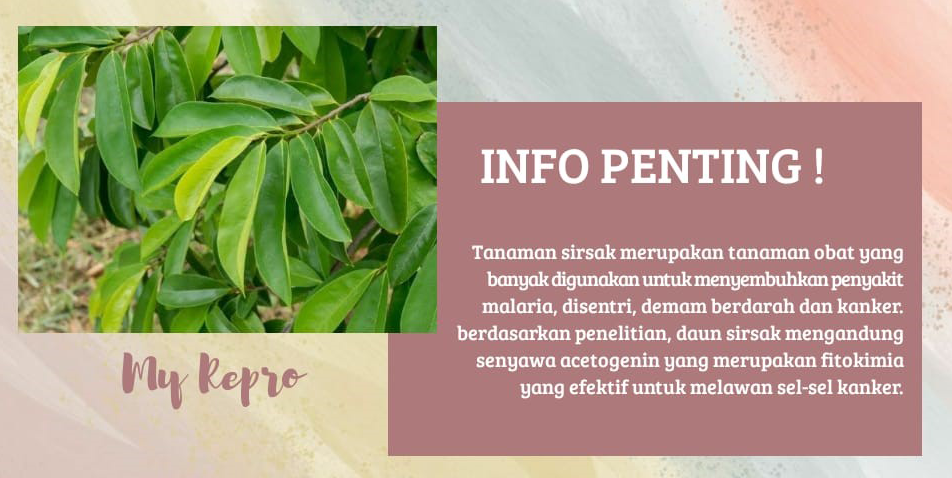 INFO PENTING !
Tanaman sirsak merupakan tanaman obat yang
banyak digunakan untuk menyembuhkan penyakit
malaria, disentri, demam berdarah dan kanker.
berdasarkan penelitian, daun sirsak mengandung
senyawa acetogenin yang merupakan fitokimia
yang efektif untuk melawan sel-sel kanker.
My Repro